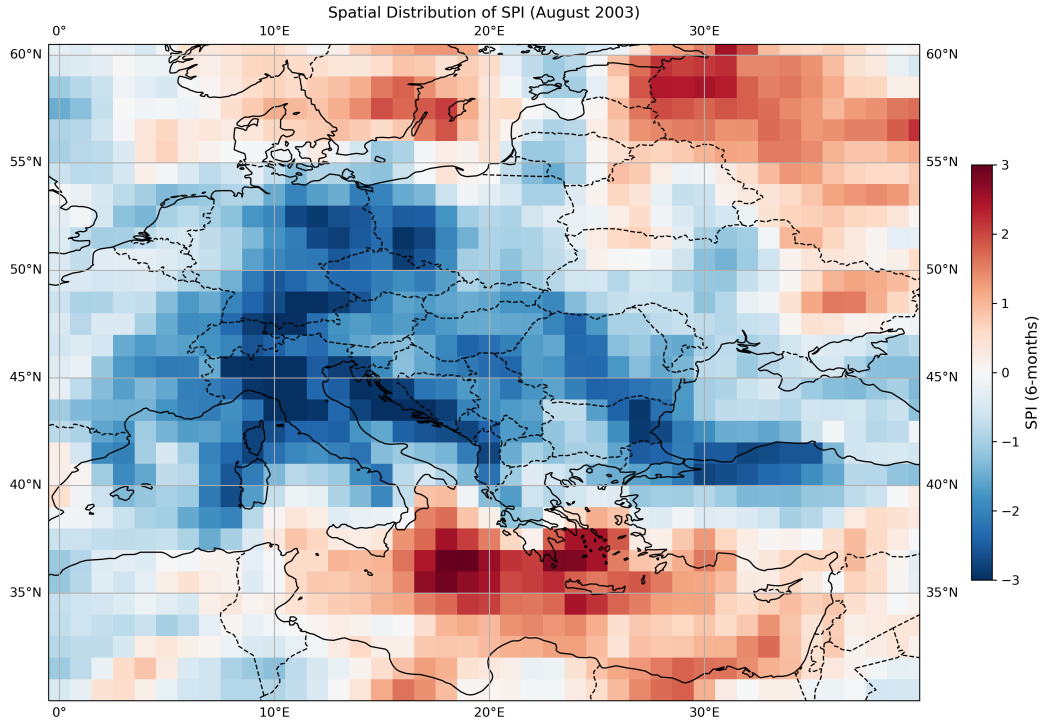 Spatial Distribution of SPI (August 2003)
0° 10°E 20°E 30°E
60°N 60°N
55°N 55°N
50°N 50°N
45°N 45°N
40°N 40°N
35°N 35°N
0° 10°E 20°E 30°E
3
2
1
0
−1
−2
−3
SPI (6-months)